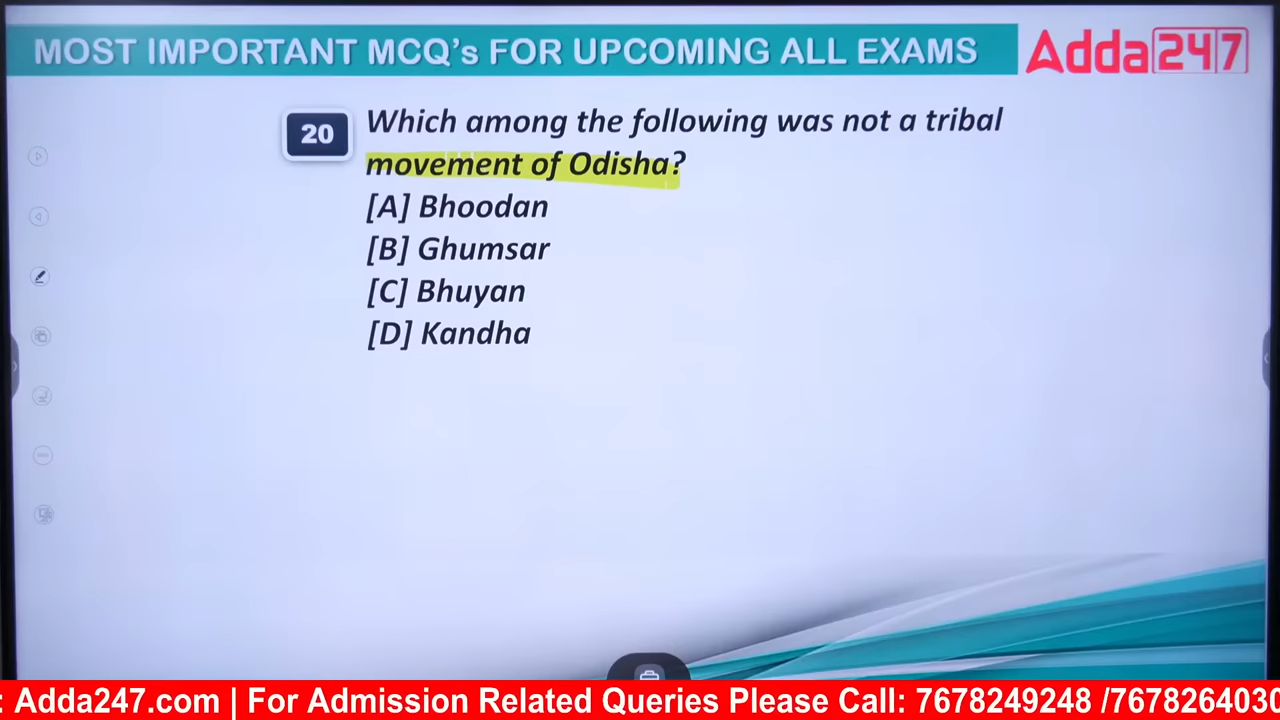 MOST IMPORTANT MCQ's FOR UPCOMING ALL EXAMS
Adda247
20
Which among the following was not a tribal
movement of Odisha?
[A] Bhoodan
[B] Ghumsar
[C] Bhuyan
[D] Kandha
: Adda247.com | For Admission Related Queries Please Call: 7678249248 /7678264030